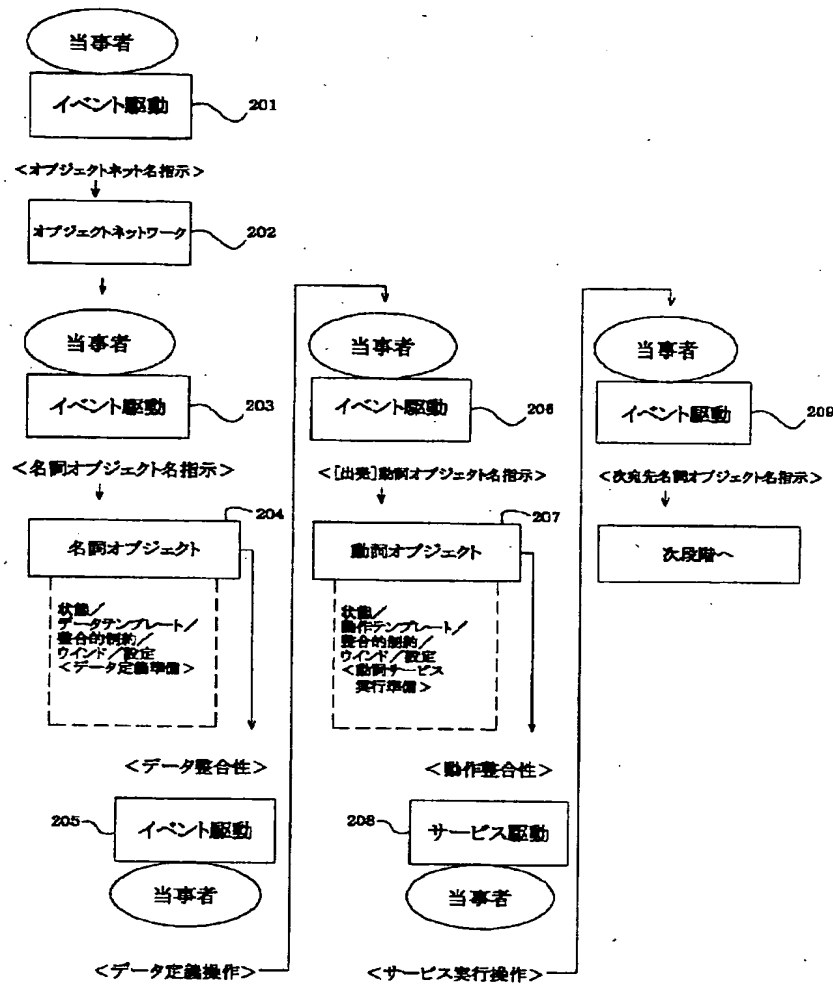 当事者
イベント駆動
201
<オブジェクトネット名指示>
オブジェクトネットワーク
202
当事者
イベント駆動
203
<名詞オブジェクト名指示>
204
名詞オブジェクト
状態/
データテンプレート/
整合的制約/
ウインド/設定
<データ定義準備>
<データ整合性>
205
イベント駆動
当事者
<データ定義操作>
当事者
イベント駆動
206
<[出発]動詞オブジェクト名指示>
207
動詞オブジェクト
状態/
動作テンプレート/
整合的制約/
ウインド/設定
<動詞サービス
実行準備>
<動作整合性>
208
サービス駆動
当事者
<サービス実行操作>
当事者
イベント駆動
209
<次宛先名詞オブジェクト名指示>
次段階へ